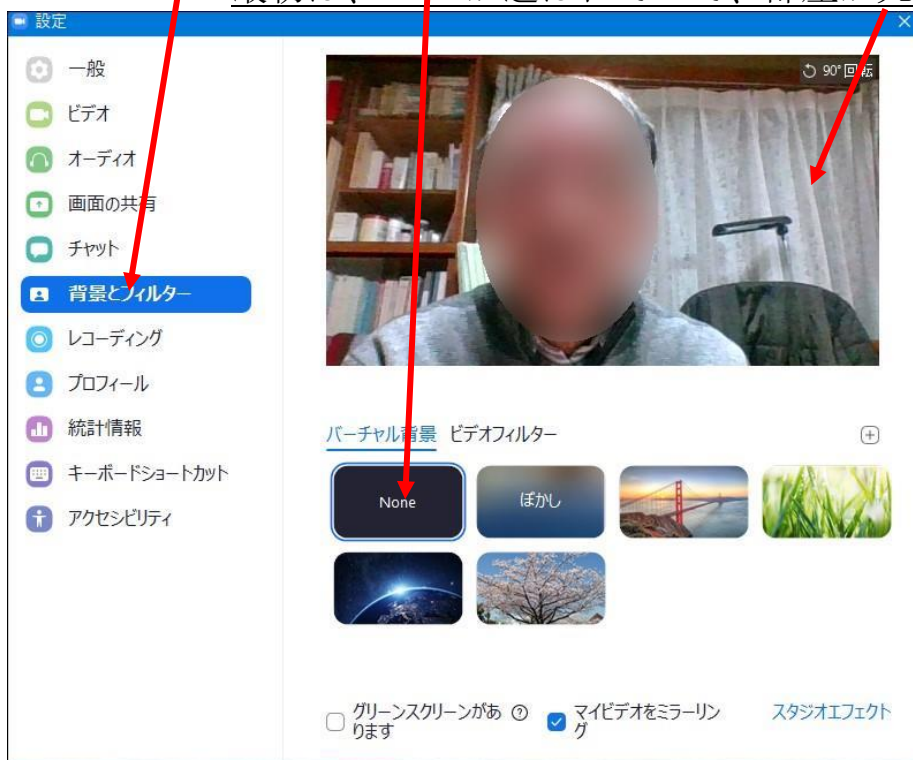 設定
一般
ビデオ
オーディオ
画面の共有
チャット
背景とフィルター
レコーディング
プロフィール
統計情報
キーボードショートカット
アクセシビリティ
90°回転
バーチャル背景 ビデオフィルター
None
ぼかし
グリーンスクリーンがあ
ります
マイビデオをミラーリン
グ
スタジオエフェクト